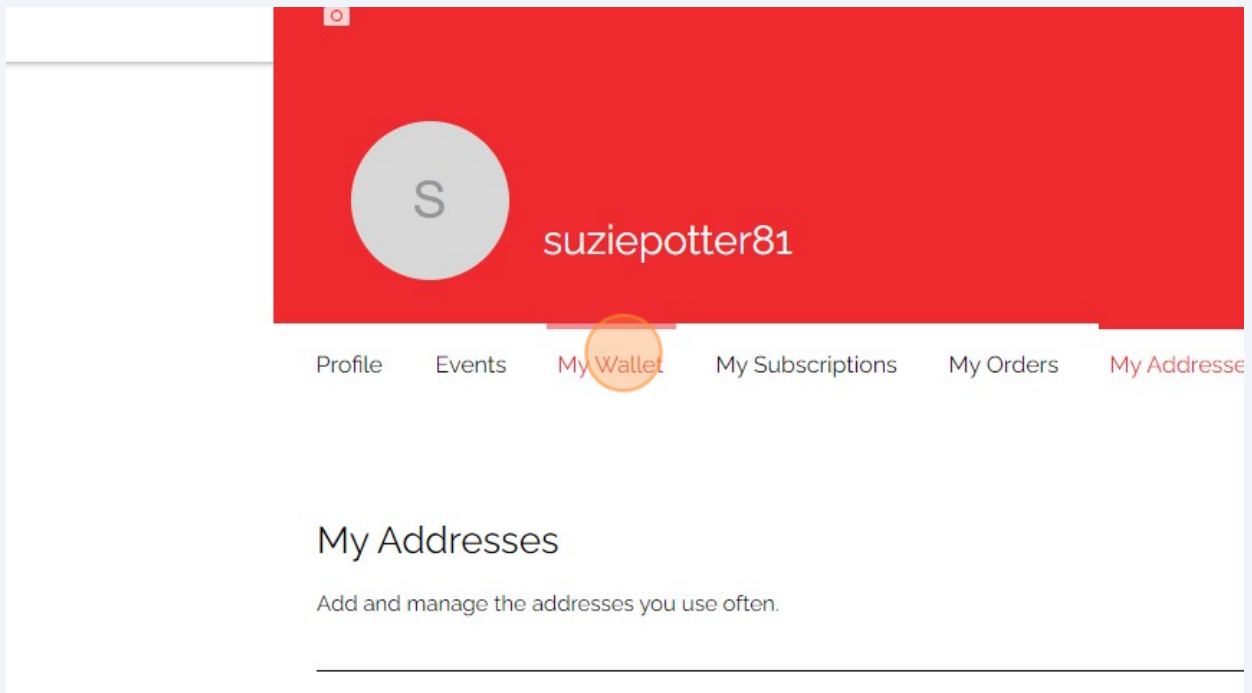 S
suziepotter81
Profile Events My Wallet My Subscriptions My Orders My Addresse
My Addresses
Add and manage the addresses you use often.